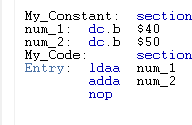 My_Constant: section
num_1: dc.b $40
num_2: dc.b $50
My_Code: section
Entry: ldaa num_1
adda num_2
nop